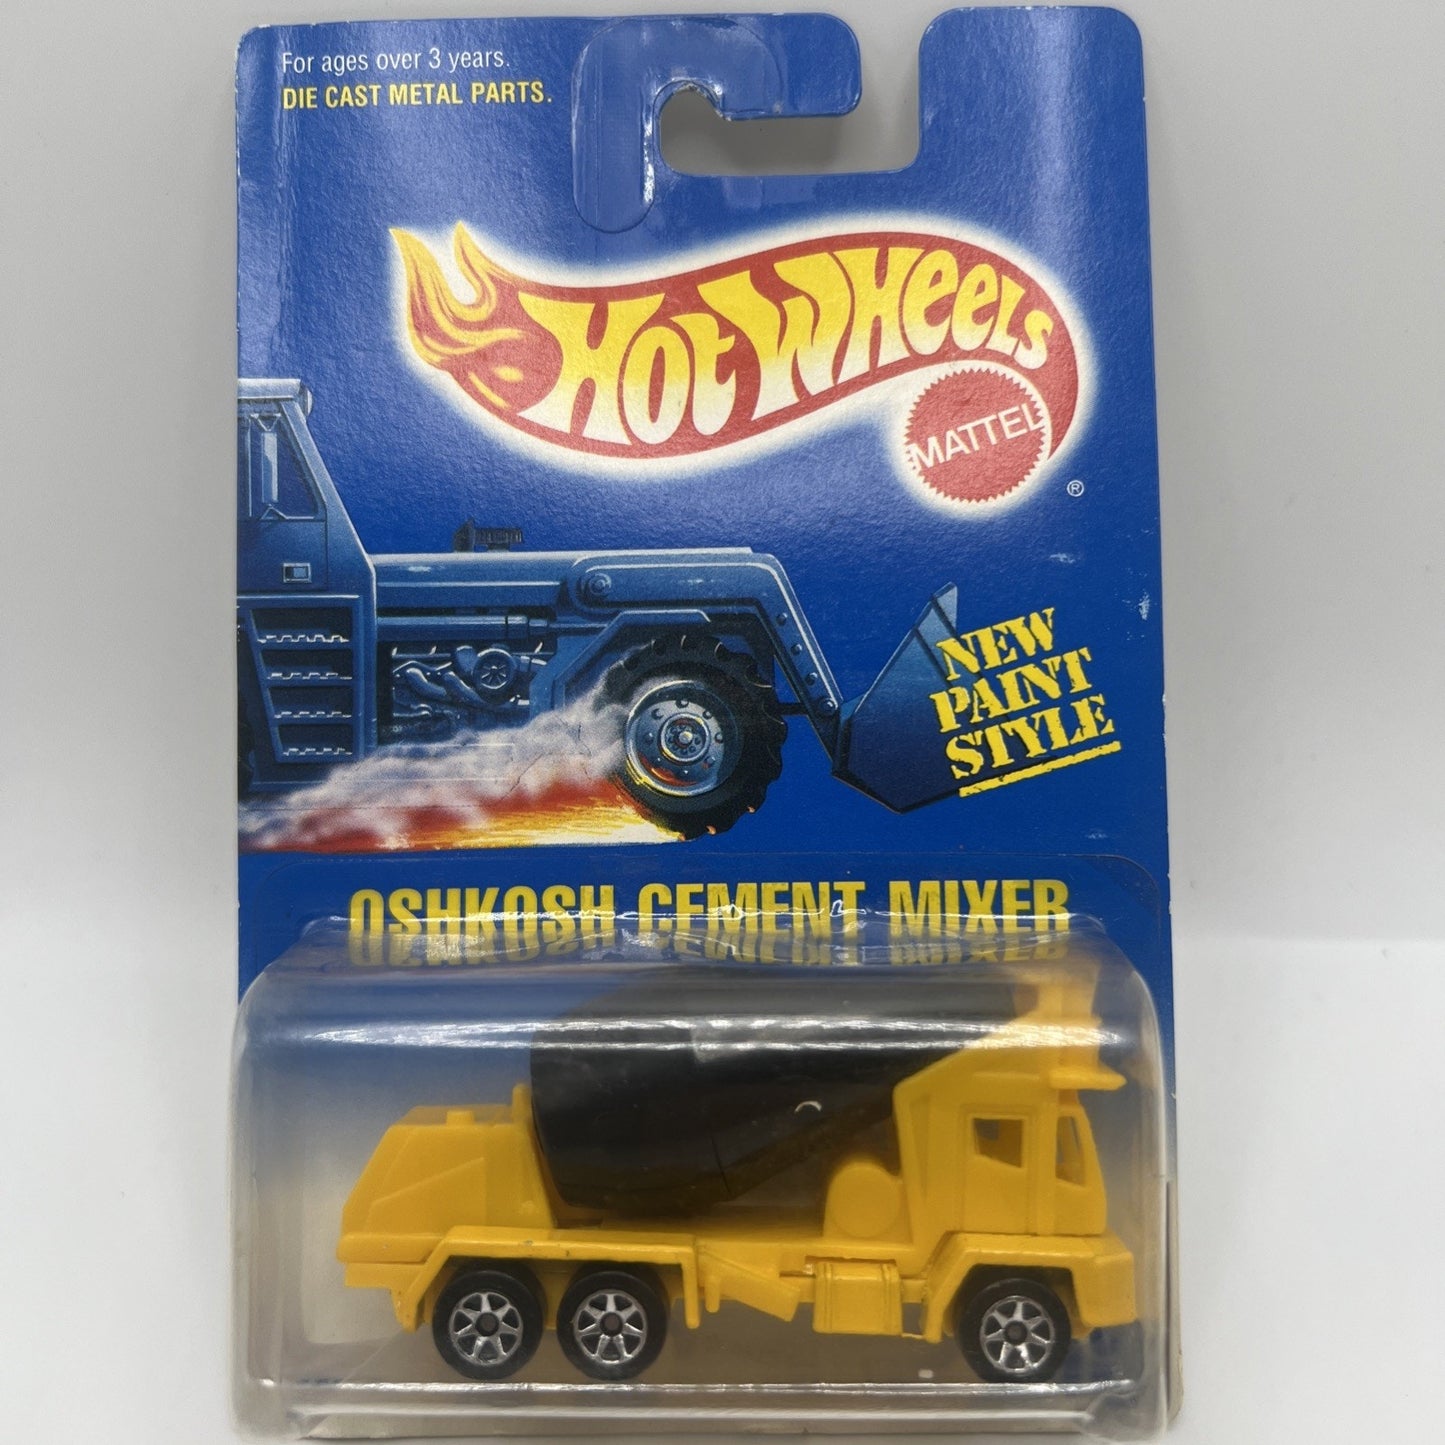 For ages over 3 years.
DIE CAST METAL PARTS.
HOT WHEELS
MATTEL
®
NEW
PAINT
STYLE
OSHKOSH CEMENT MIXER